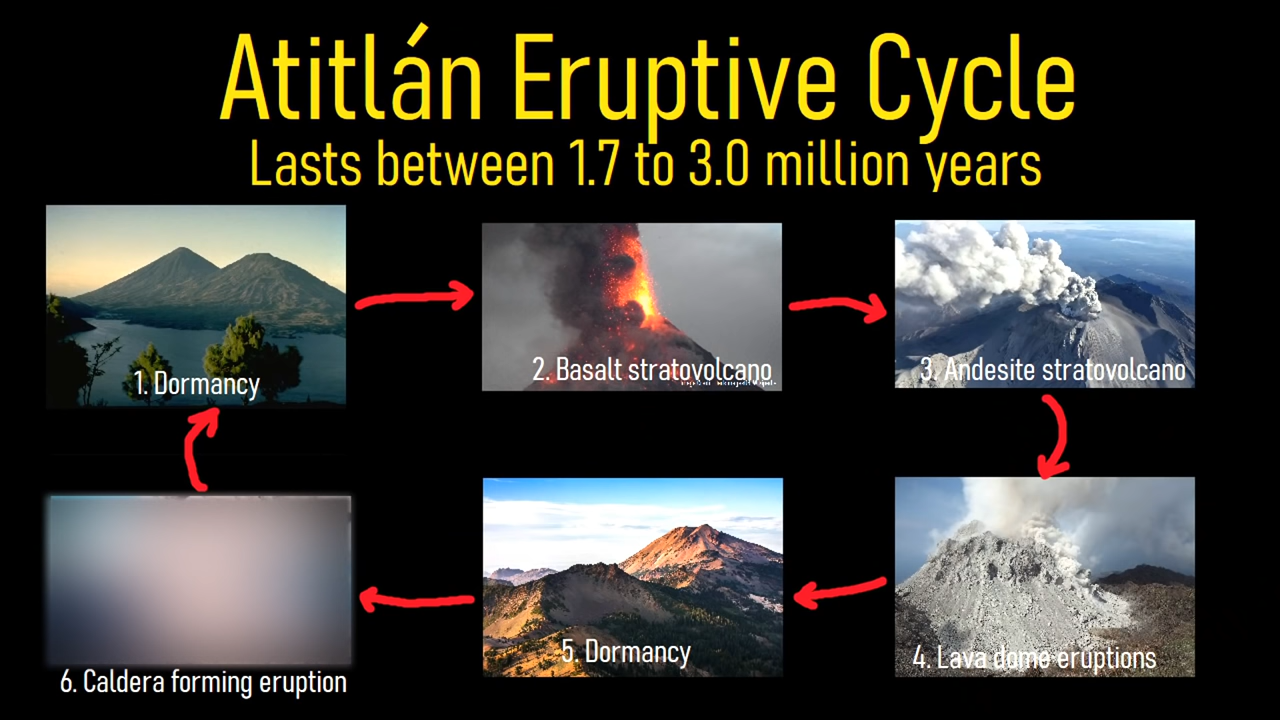 Atitlán Eruptive Cycle
Lasts between 1.7 to 3.0 million years
1. Dormancy
2. Basalt stratovolcano
3. Andesite stratovolcano
4. Lava dome eruptions
5. Dormancy
6. Caldera forming eruption